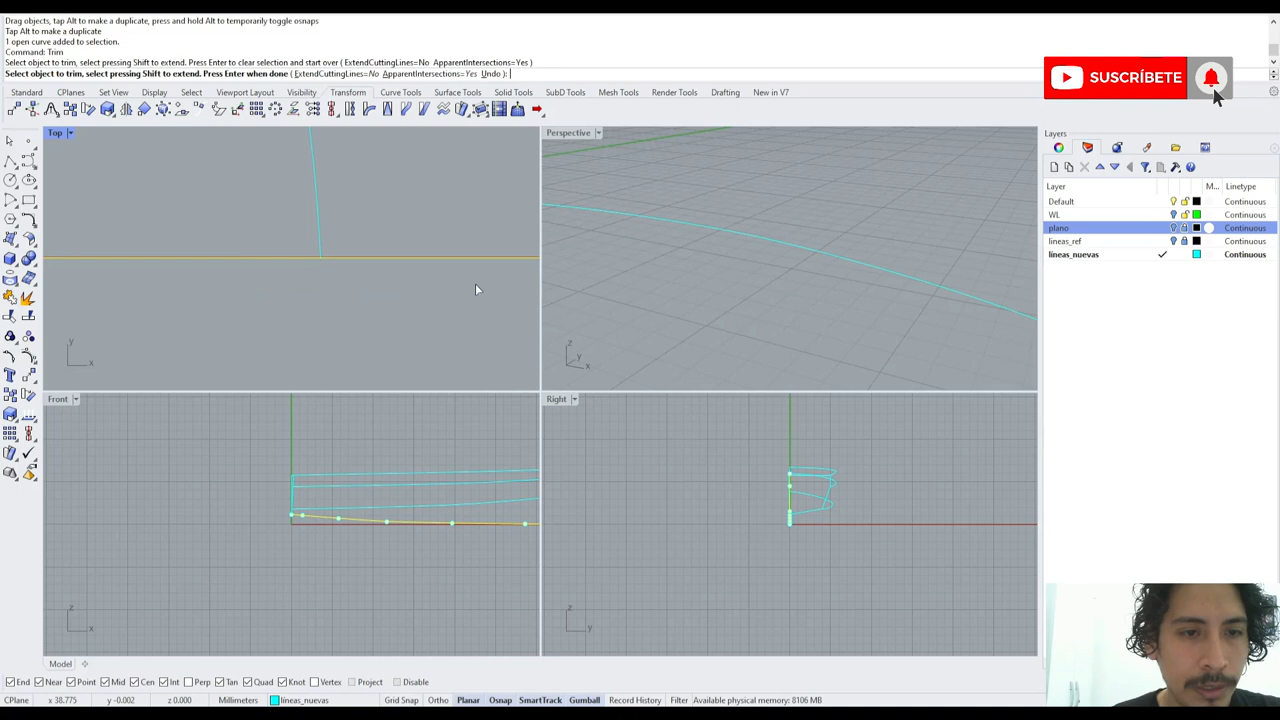 Drag objects, tap Alt to make a duplicate, press and hold Alt to temporarily toggle osnaps
Tap Alt to make a duplicate
1 open curve added to selection.
Command: Trim
Select object to trim, select pressing Shift to extend. Press Enter to clear selection and start over ( ExtendCuttingLines=No ApparentIntersections=Yes )
Select object to trim, select pressing Shift to extend. Press Enter when done ( ExtendCuttingLines=No ApparentIntersections=Yes Undo ):
SUSCRÍBETE
Standard CPlanes Set View Display Select Viewport Layout Visibility Transform Curve Tools Surface Tools Solid Tools SubD Tools Mesh Tools Render Tools Drafting New in V7
Top Perspective
Layers
Layer M... Linetype
Default Continuous
WL Continuous
plano Continuous
lineas_ref Continuous
lineas_nuevas Continuous
y x
z y x
Front Right
z x
z y
Model
End Near Point Mid Cen Int Perp Tan Quad Knot Vertex Project Disable
CPlane x 38.775 y -0.002 z 0.000 Millimeters lineas_nuevas Grid Snap Ortho Planar Osnap SmartTrack Gumball Record History Filter Available physical memory: 8106 MB